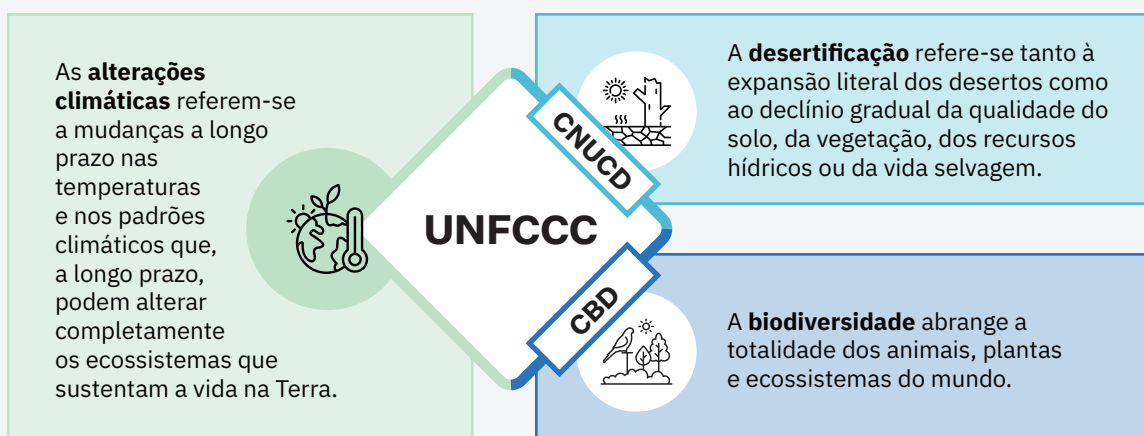 As alterações
climáticas referem-se
a mudanças a longo
prazo nas
temperaturas
e nos padrões
climáticos que,
a longo prazo,
podem alterar
completamente
os ecossistemas que
sustentam a vida na Terra.
UNFCCC
CNUCD
A desertificação refere-se tanto à
expansão literal dos desertos como
ao declínio gradual da qualidade do
solo, da vegetação, dos recursos
hídricos ou da vida selvagem.
CBD
A biodiversidade abrange a
totalidade dos animais, plantas
e ecossistemas do mundo.